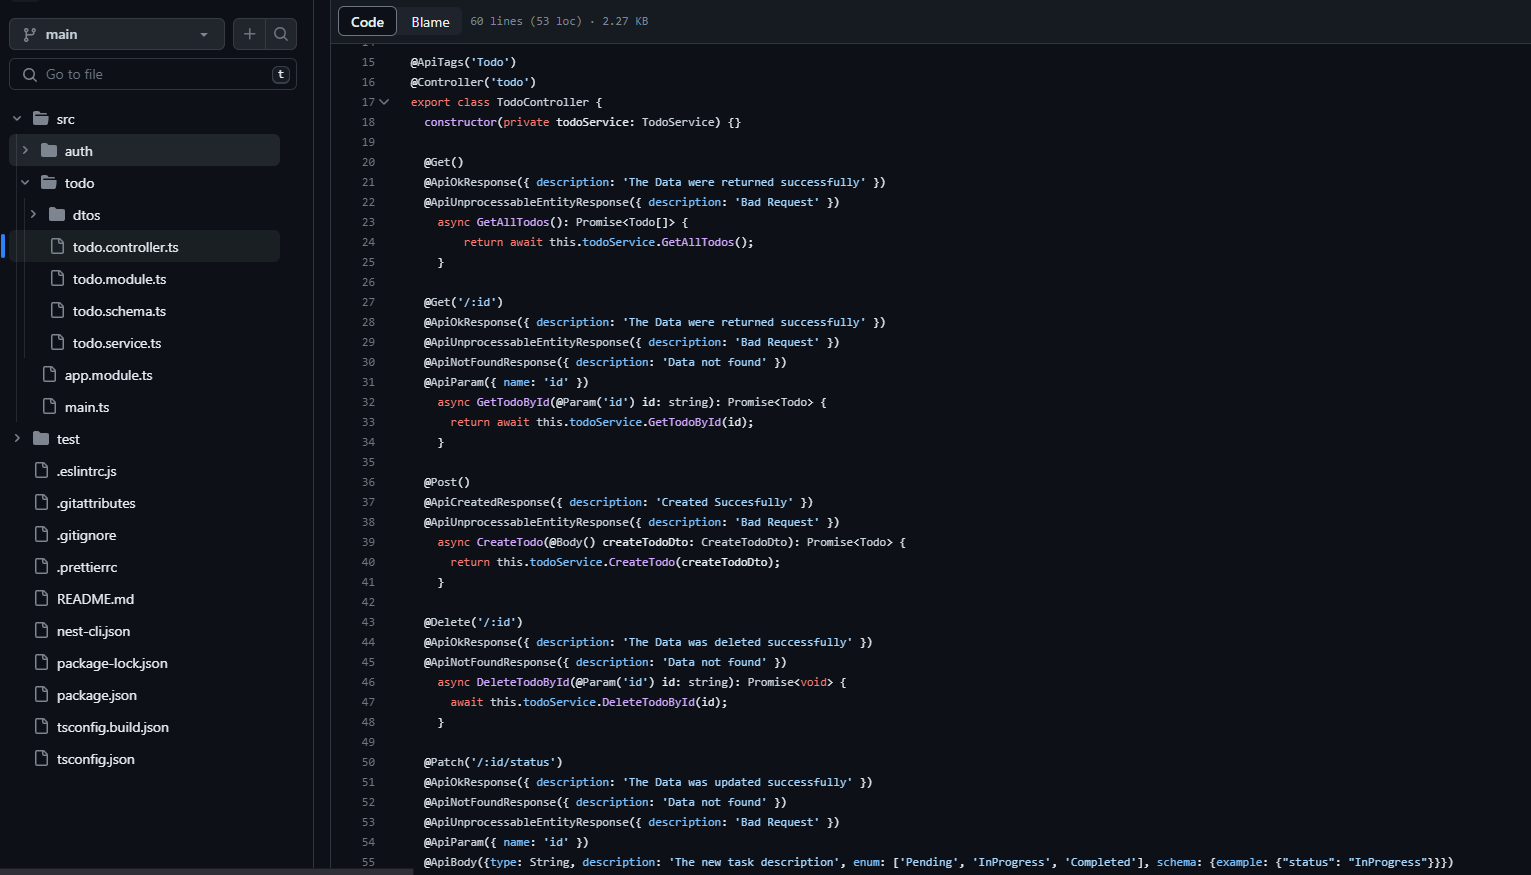 main
Go to file
t
src
auth
todo
dtos
todo.controller.ts
todo.module.ts
todo.schema.ts
todo.service.ts
app.module.ts
main.ts
test
.eslintrc.js
.gitattributes
.gitignore
.prettierrc
README.md
nest-cli.json
package-lock.json
package.json
tsconfig.build.json
tsconfig.json
Code
Blame
60 lines (53 loc) · 2.27 KB
15 @ApiTags('Todo')
16 @Controller('todo')
17 export class TodoController {
18 constructor(private todoService: TodoService) {}
19
20 @Get()
21 @ApiOkResponse({ description: 'The Data were returned successfully' })
22 @ApiUnprocessableEntityResponse({ description: 'Bad Request' })
23 async GetAllTodos(): Promise<Todo[]> {
24 return await this.todoService.GetAllTodos();
25 }
26
27 @Get('/:id')
28 @ApiOkResponse({ description: 'The Data were returned successfully' })
29 @ApiUnprocessableEntityResponse({ description: 'Bad Request' })
30 @ApiNotFoundResponse({ description: 'Data not found' })
31 @ApiParam({ name: 'id' })
32 async GetTodoById(@Param('id') id: string): Promise<Todo> {
33 return await this.todoService.GetTodoById(id);
34 }
35
36 @Post()
37 @ApiCreatedResponse({ description: 'Created Succesfully' })
38 @ApiUnprocessableEntityResponse({ description: 'Bad Request' })
39 async CreateTodo(@Body() createTodoDto: CreateTodoDto): Promise<Todo> {
40 return this.todoService.CreateTodo(createTodoDto);
41 }
42
43 @Delete('/:id')
44 @ApiOkResponse({ description: 'The Data was deleted successfully' })
45 @ApiNotFoundResponse({ description: 'Data not found' })
46 async DeleteTodoById(@Param('id') id: string): Promise<void> {
47 await this.todoService.DeleteTodoById(id);
48 }
49
50 @Patch('/:id/status')
51 @ApiOkResponse({ description: 'The Data was updated successfully' })
52 @ApiNotFoundResponse({ description: 'Data not found' })
53 @ApiUnprocessableEntityResponse({ description: 'Bad Request' })
54 @ApiParam({ name: 'id' })
55 @ApiBody({type: String, description: 'The new task description', enum: ['Pending', 'InProgress', 'Completed'], schema: {example: {"status": "InProgress"}}})